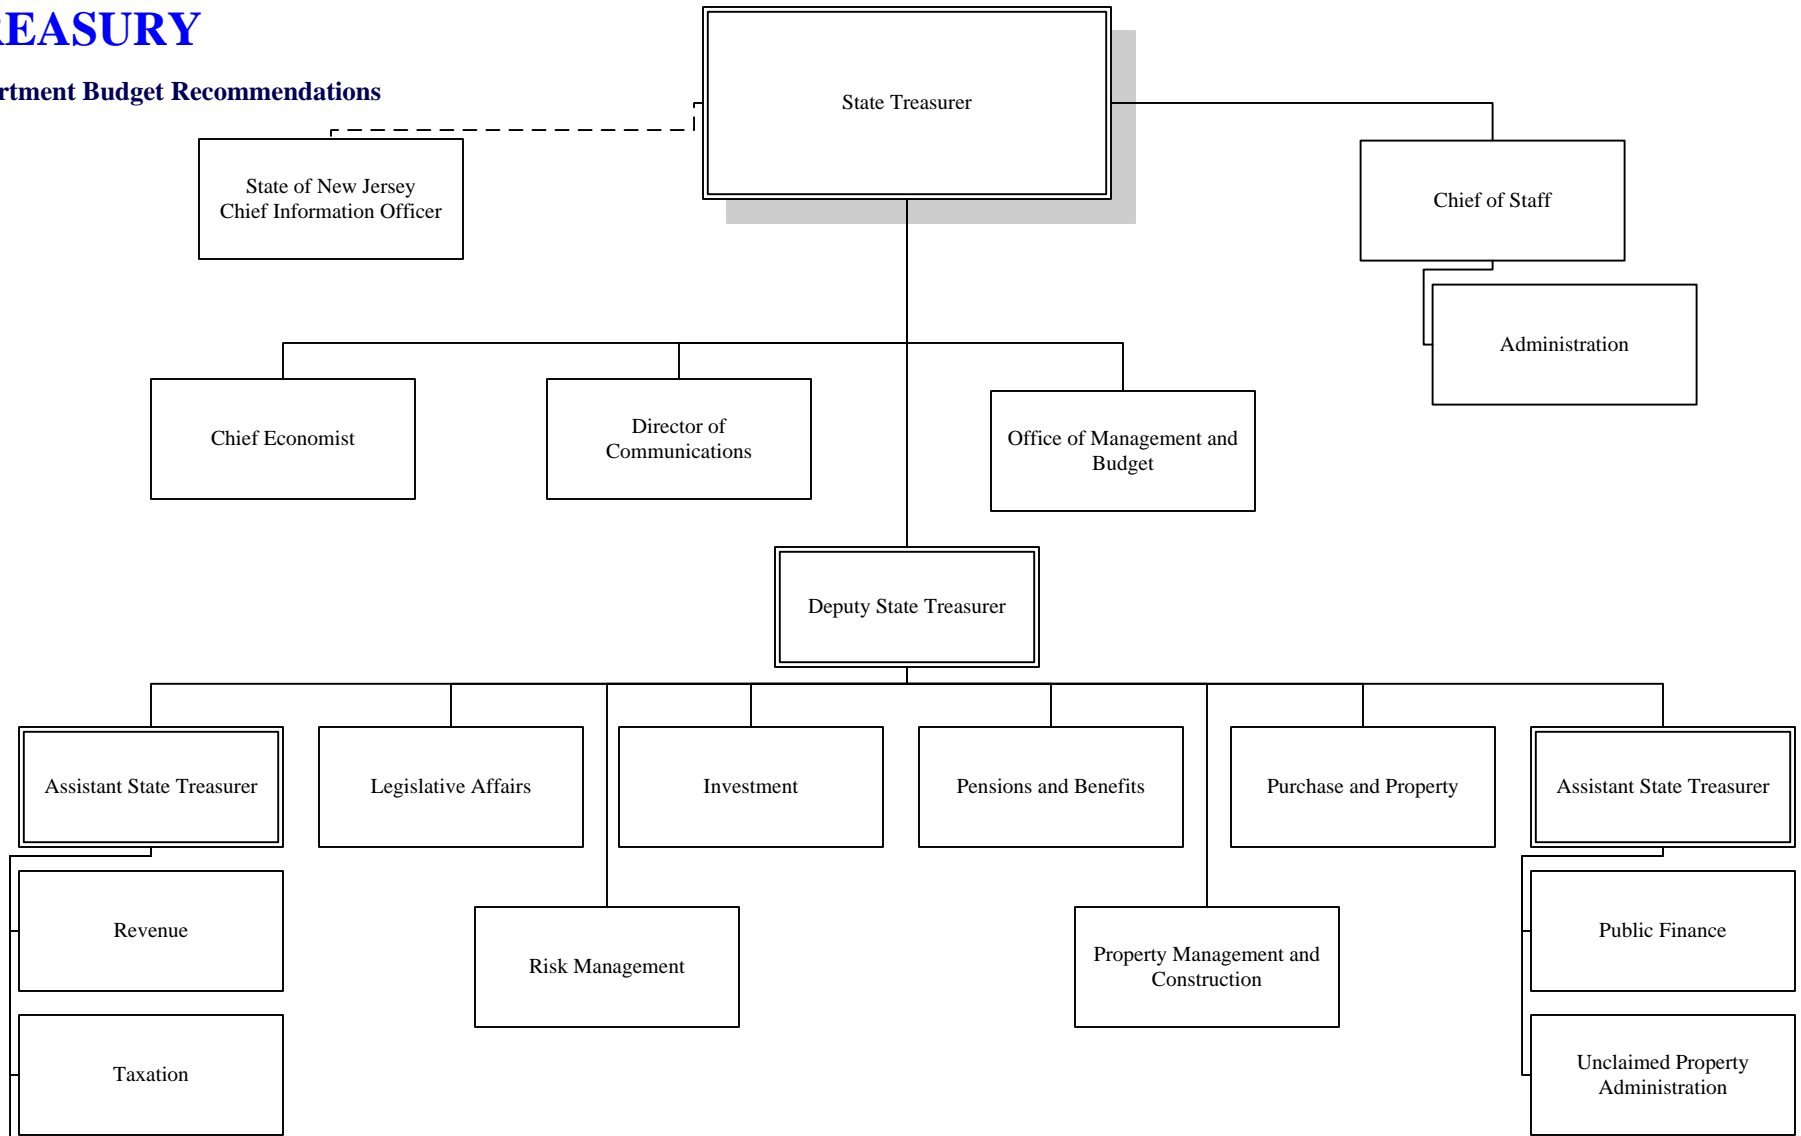 REASURY
rtment Budget Recommendations
State Treasurer
State of New Jersey
Chief Information Officer
Chief of Staff
Administration
Chief Economist
Director of
Communications
Office of Management and
Budget
Deputy State Treasurer
Assistant State Treasurer
Legislative Affairs
Investment
Pensions and Benefits
Purchase and Property
Assistant State Treasurer
Revenue
Risk Management
Property Management and
Construction
Public Finance
Taxation
Unclaimed Property
Administration